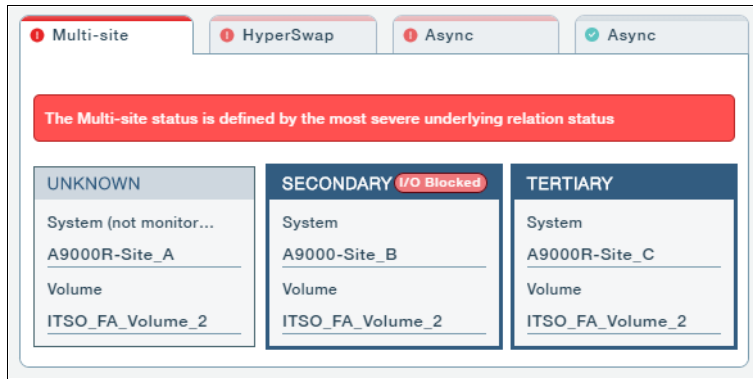 Multi-site
HyperSwap
Async
Async
The Multi-site status is defined by the most severe underlying relation status
UNKNOWN
System (not monitor...
A9000R-Site_A
Volume
ITSO_FA_Volume_2
SECONDARY I/O Blocked
System
A9000-Site_B
Volume
ITSO_FA_Volume_2
TERTIARY
System
A9000R-Site_C
Volume
ITSO_FA_Volume_2